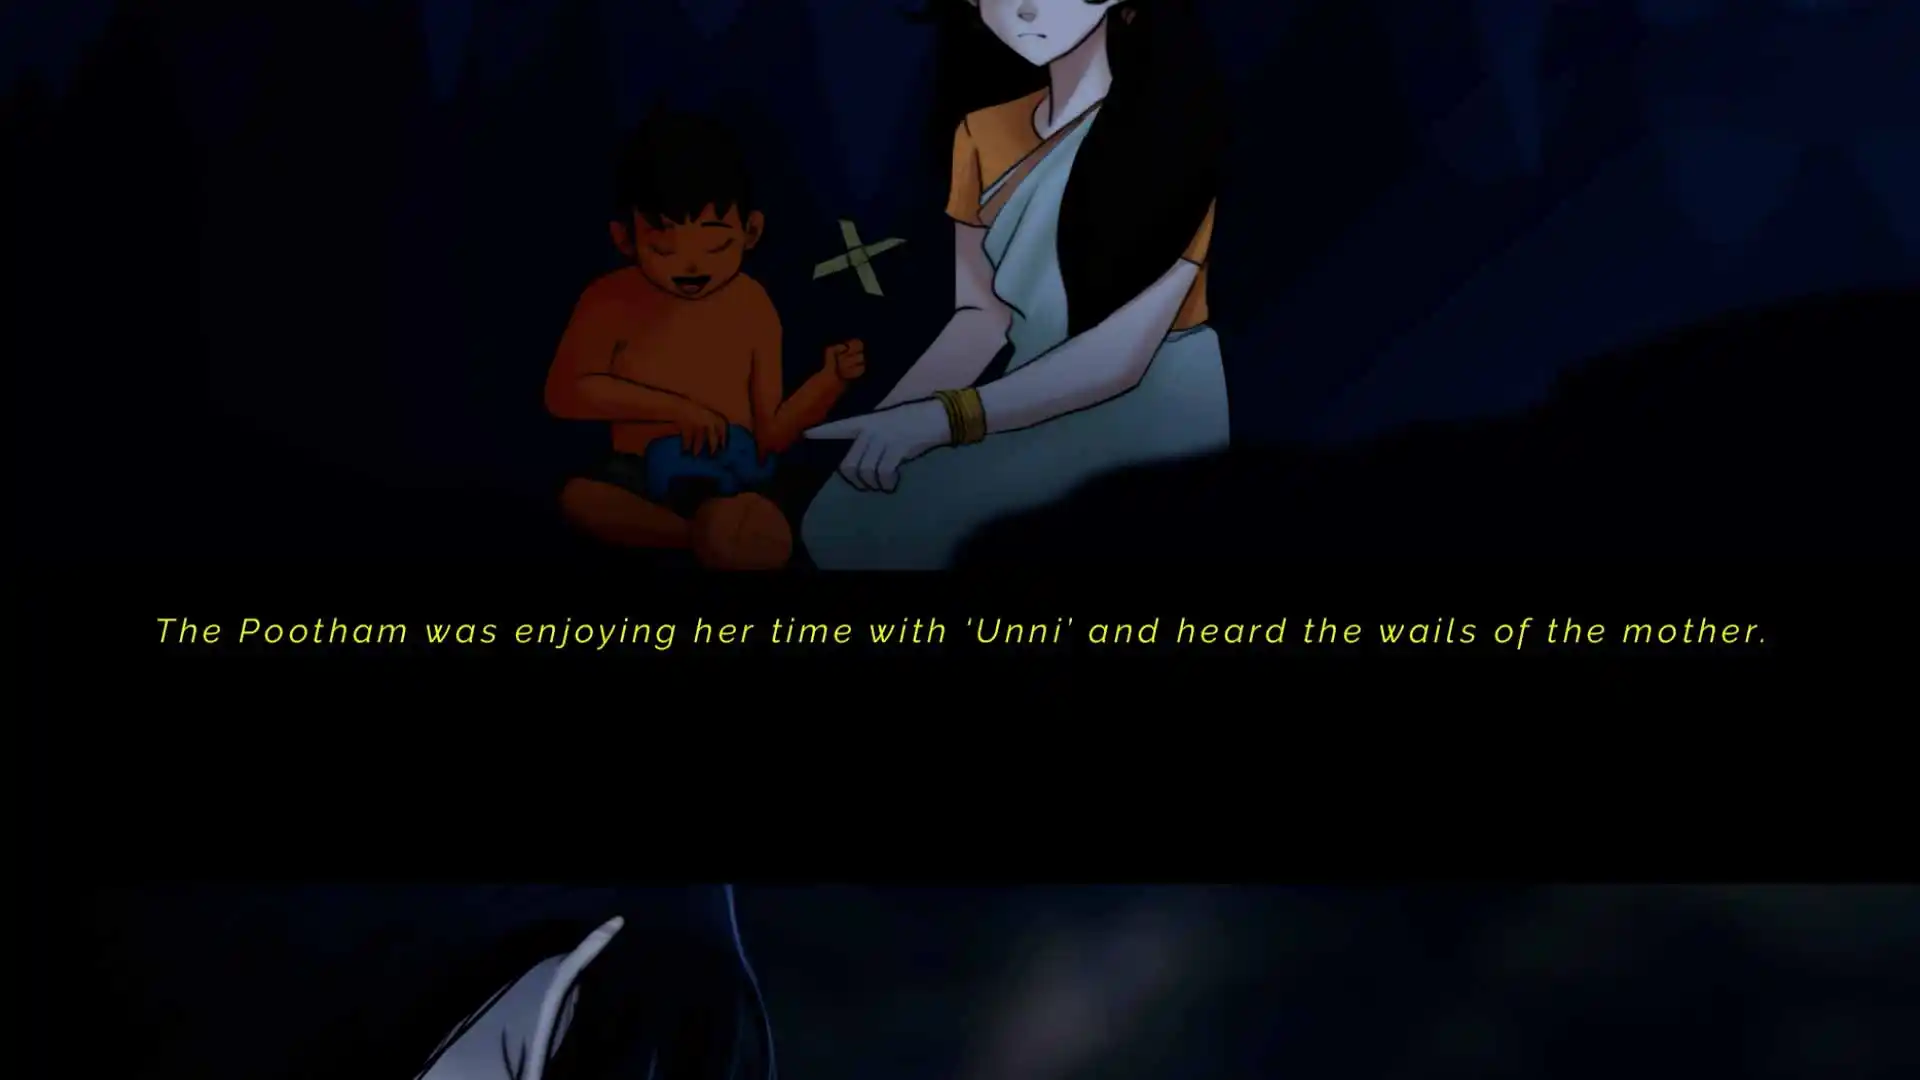 The Pootham was enjoying her time with ‘Unni’ and heard the wails of the mother.